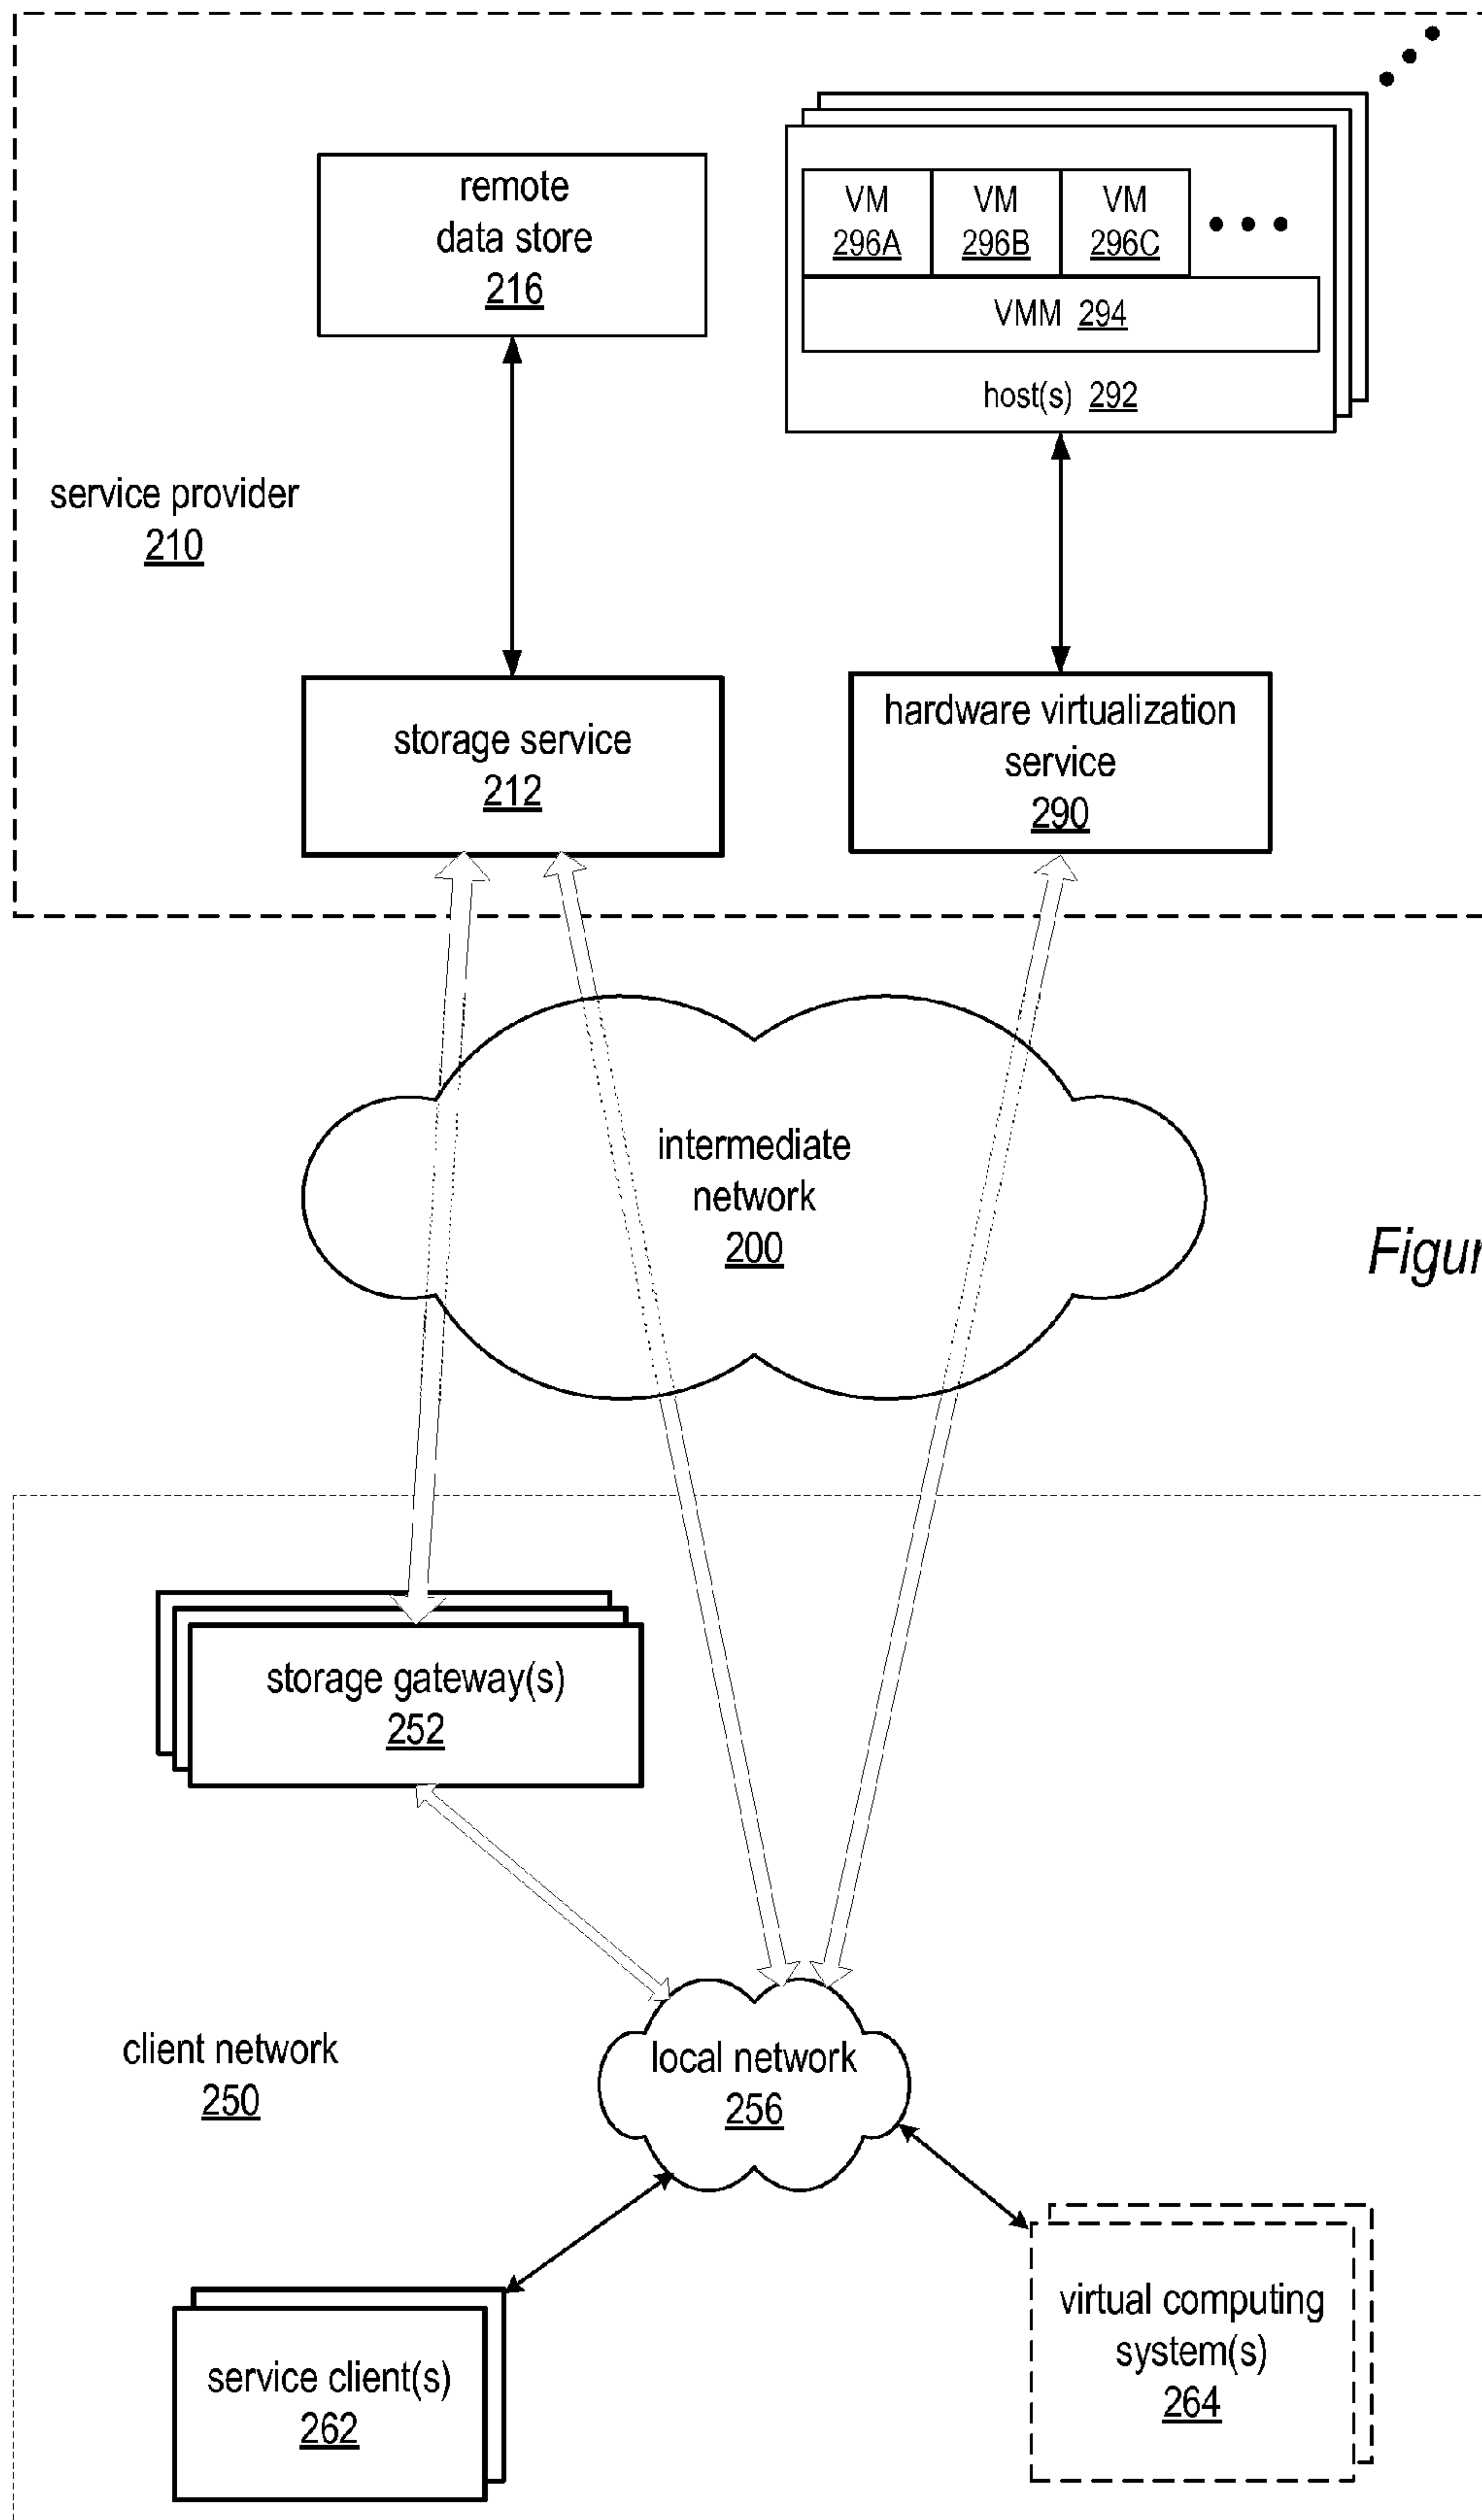 remote
data store
216
VM
296A
VM
296B
VM
296C
VMM 294
host(s) 292
service provider
210
storage service
212
hardware virtualization
service
290
intermediate
network
200
Figur
storage gateway(s)
252
client network
250
local network
256
virtual computing
system(s)
264
service client(s)
262